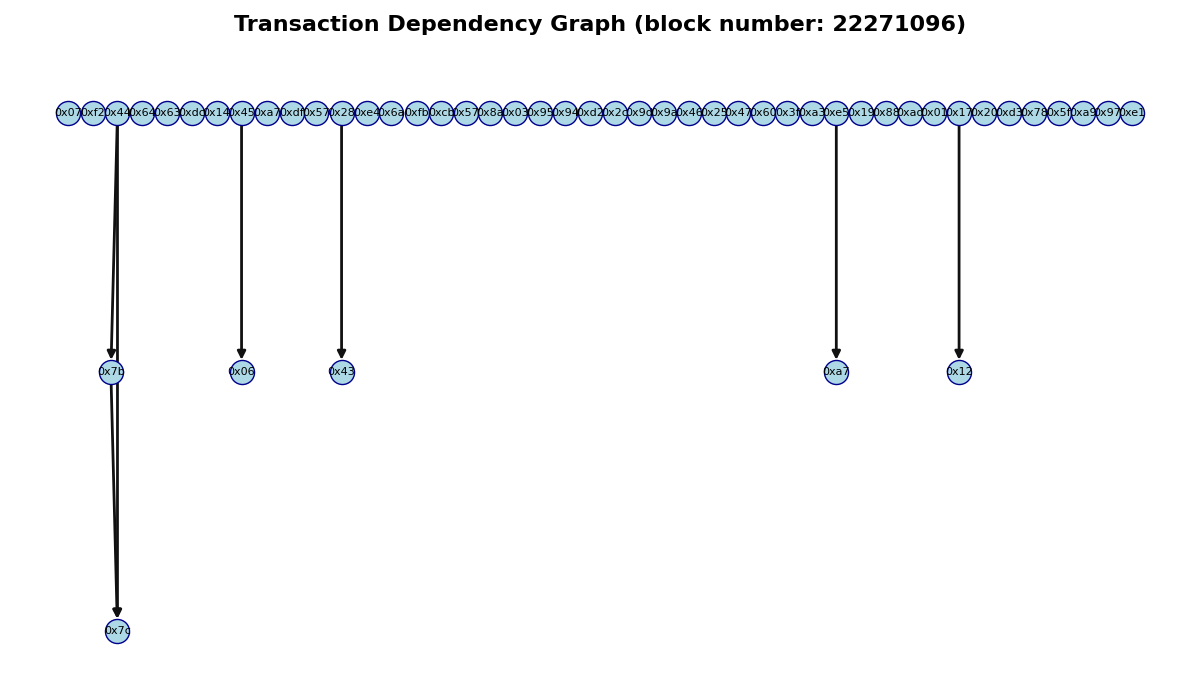 Transaction Dependency Graph (block number: 22271096)
0x07 0xf2 0x44 0x64 0x63 0xdc 0x14 0x45 0xa7 0xdf 0x57 0x28 0xe4 0x6a 0xfb 0xcb 0x57 0x8a 0x03 0x95 0x94 0xd2 0x2c 0x9c 0x9a 0x46 0x25 0x47 0x60 0x3f 0xa3 0xe5 0x19 0x88 0xac 0x01 0x17 0x20 0xd3 0x78 0x5f 0xa9 0x97 0xe1
0x7b 0x06 0x43 0xa7 0x12
0x7c